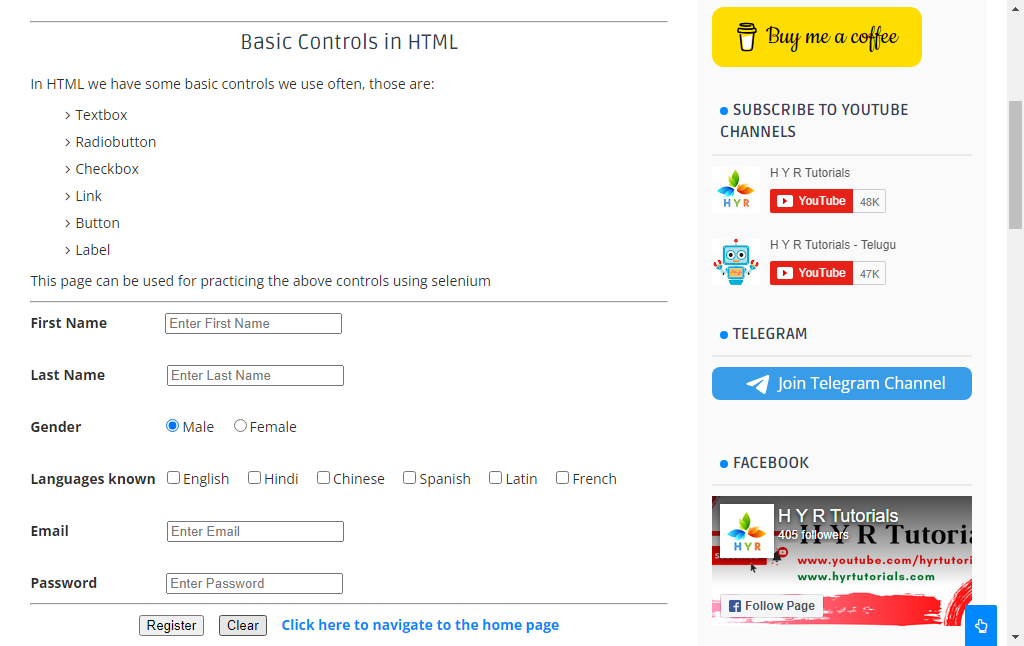 Basic Controls in HTML
In HTML we have some basic controls we use often, those are:
Textbox
Radiobutton
Checkbox
Link
Button
Label
This page can be used for practicing the above controls using selenium
First Name Enter First Name
Last Name Enter Last Name
Gender Male Female
Languages known English Hindi Chinese Spanish Latin French
Email Enter Email
Password Enter Password
Register Clear Click here to navigate to the home page
Buy me a coffee
SUBSCRIBE TO YOUTUBE
CHANNELS
HYR
H Y R Tutorials
YouTube 48K
H Y R Tutorials - Telugu
YouTube 47K
TELEGRAM
Join Telegram Channel
FACEBOOK
HYR
H Y R Tutorials
405 followers
www.youtube.com/hyrtutori
www.hyrtutorials.com
Follow Page